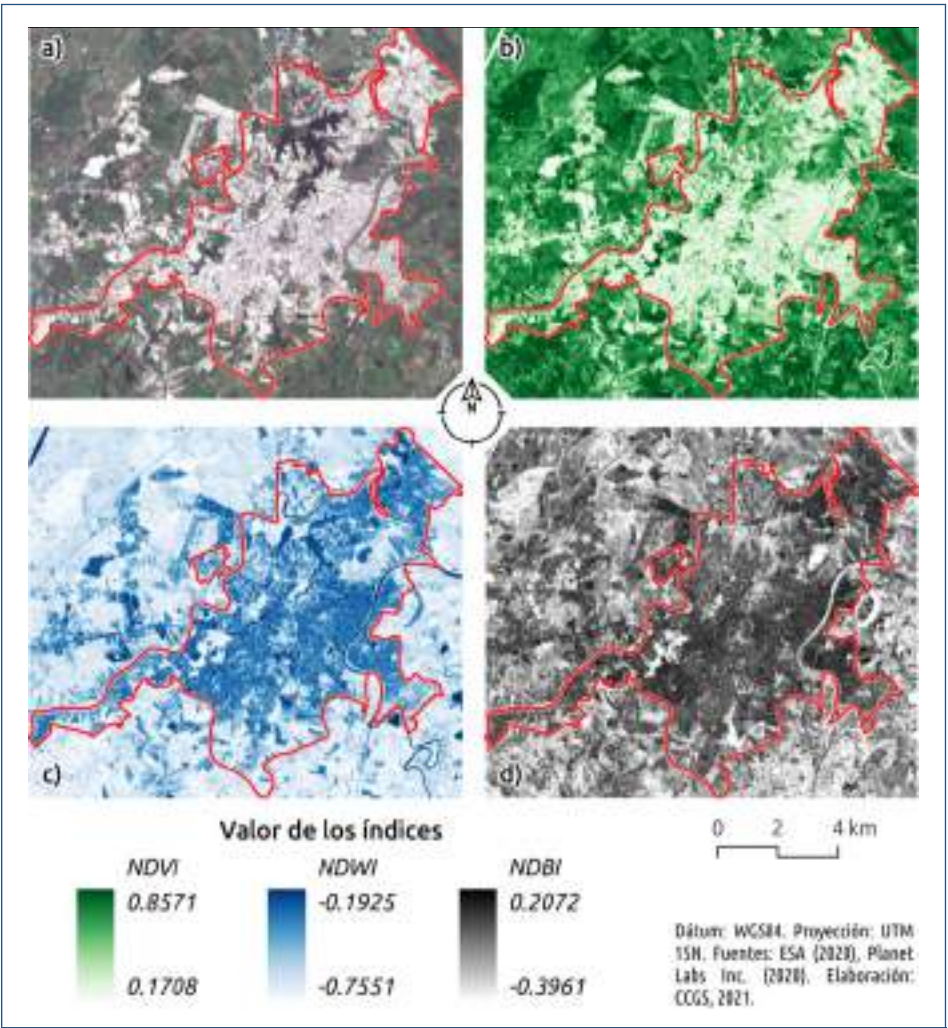 a)
b)
N
c)
d)
Valor de los índices
NDVI
0.8571
0.1708
NDWI
-0.1925
-0.7551
NDBI
0.2072
-0.3961
0 2 4 km
Dátum: WGS84. Proyección: UTM
15N. Fuentes: ESA (2020), Planet
Labs Inc. (2020). Elaboración:
CCGS, 2021.